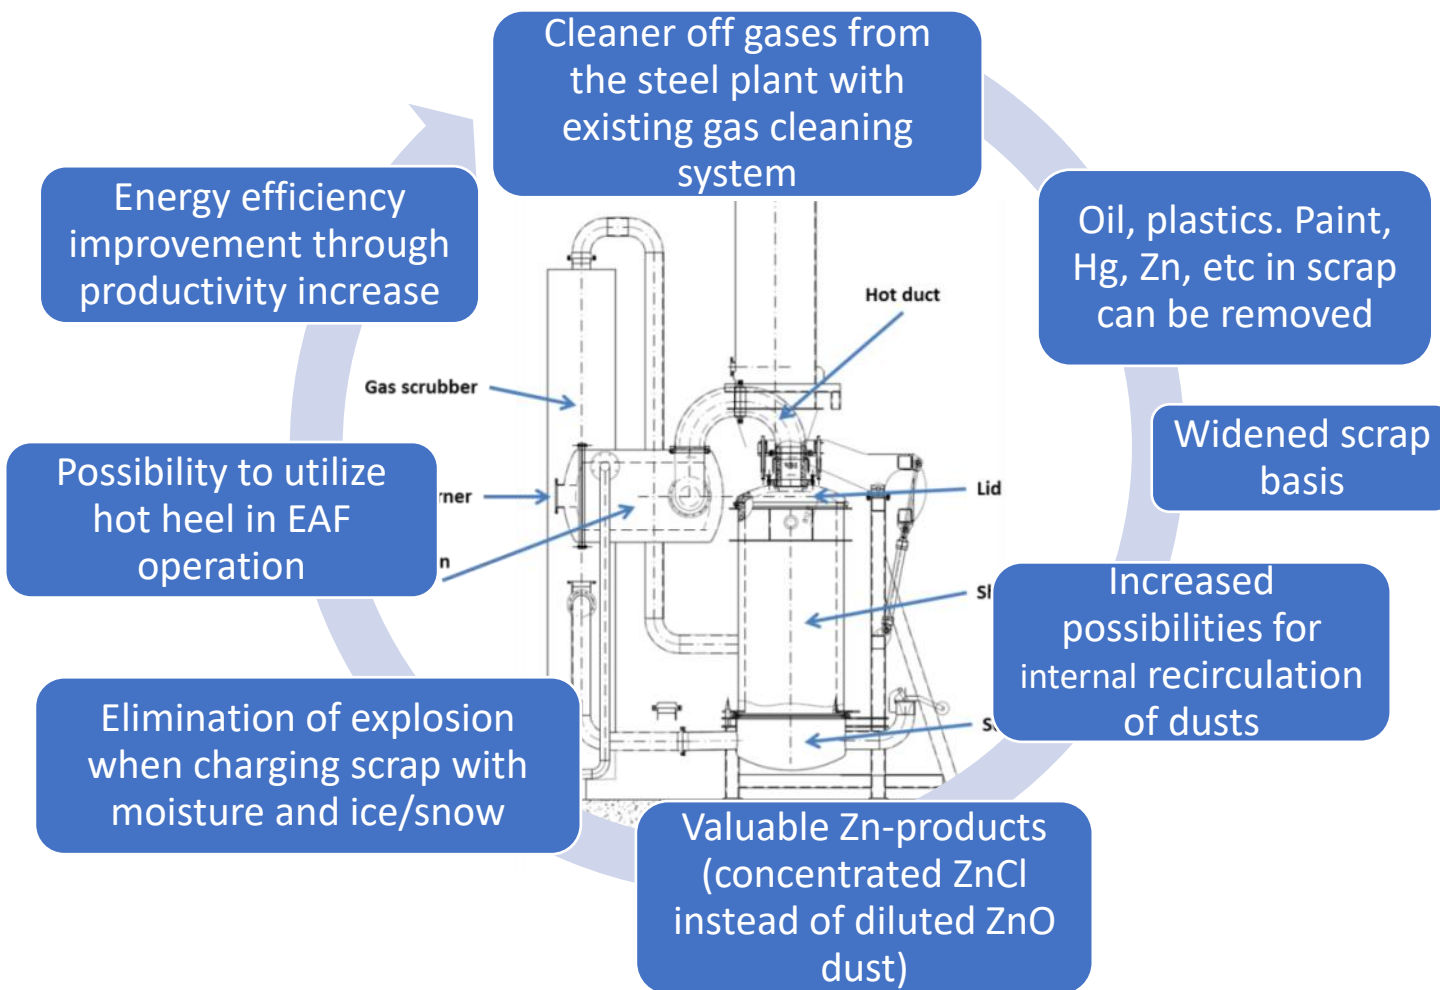 Cleaner off gases from
the steel plant with
existing gas cleaning
system
Energy efficiency
improvement through
productivity increase
Oil, plastics. Paint,
Hg, Zn, etc in scrap
can be removed
Hot duct
Gas scrubber
Widened scrap
basis
Possibility to utilize
hot heel in EAF
operation
Lid
Increased
possibilities for
internal recirculation
of dusts
Elimination of explosion
when charging scrap with
moisture and ice/snow
Valuable Zn-products
(concentrated ZnCl
instead of diluted ZnO
dust)